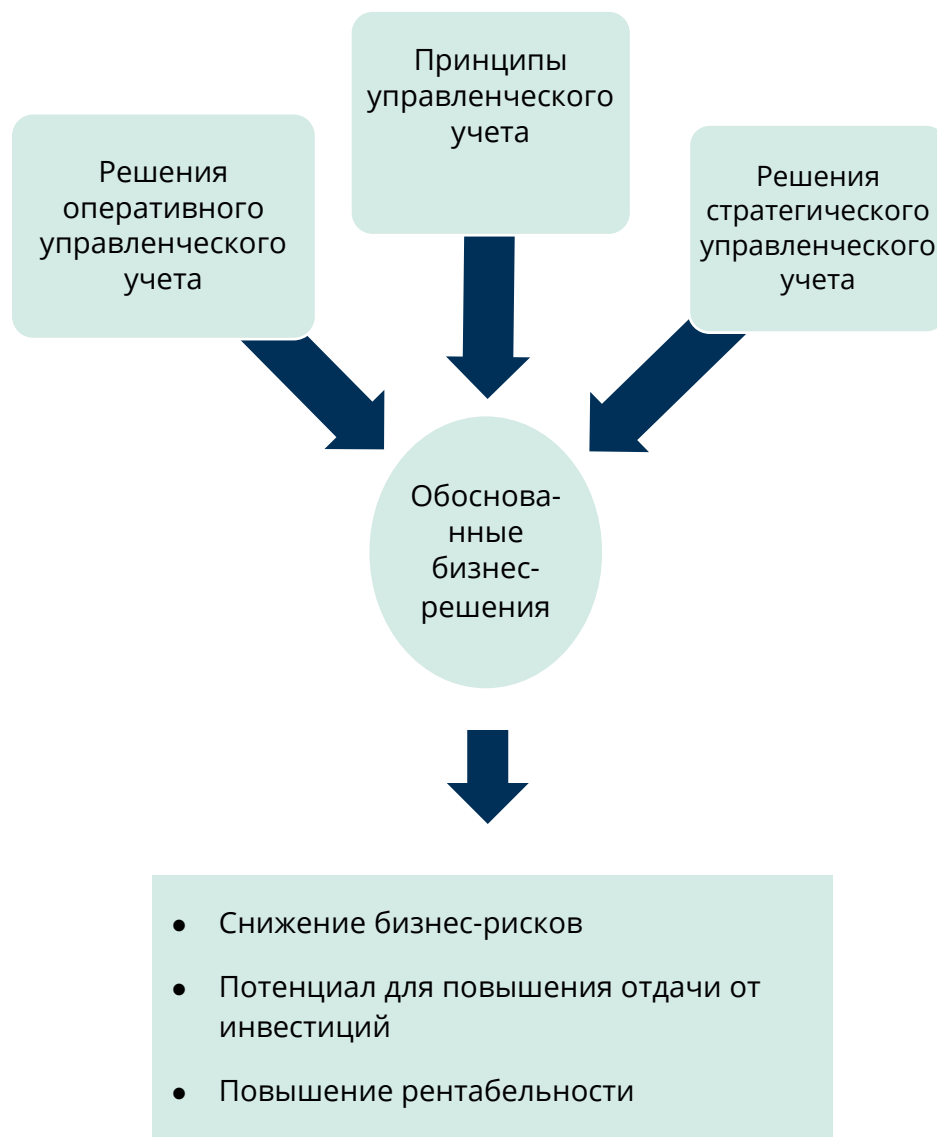 Принципы
управленческого
учета
Решения
оперативного
управленческого
учета
Решения
стратегического
управленческого
учета
Обоснова-
нные
бизнес-
решения
● Снижение бизнес-рисков
● Потенциал для повышения отдачи от
инвестиций
● Повышение рентабельности